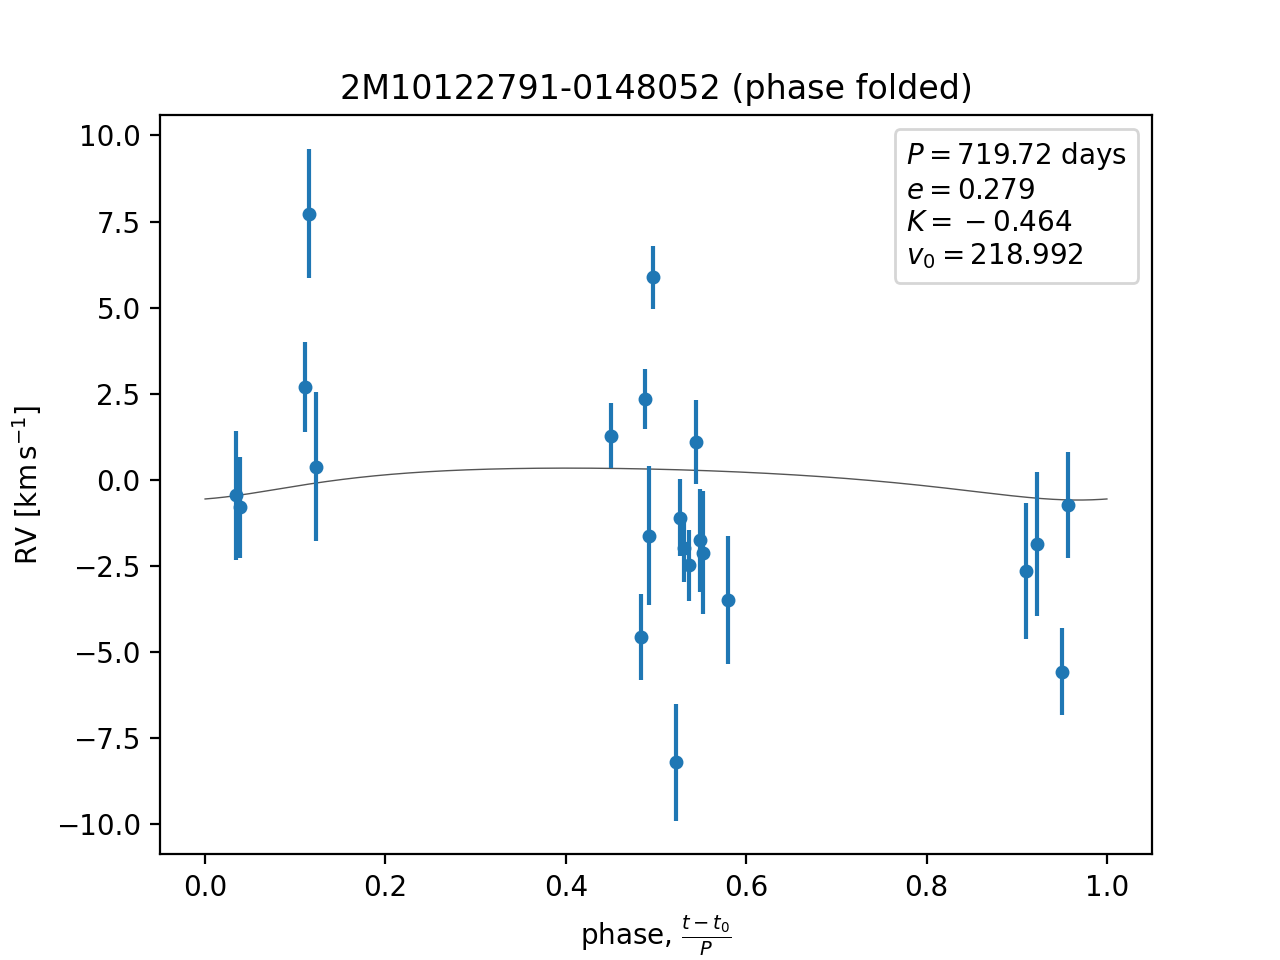 2M10122791-0148052 (phase folded)
P = 719.72 days
e = 0.279
K = −0.464
v₀ = 218.992
RV [km s⁻¹]
10.0
7.5
5.0
2.5
0.0
−2.5
−5.0
−7.5
−10.0
0.0 0.2 0.4 0.6 0.8 1.0
phase, (t − t₀)/P